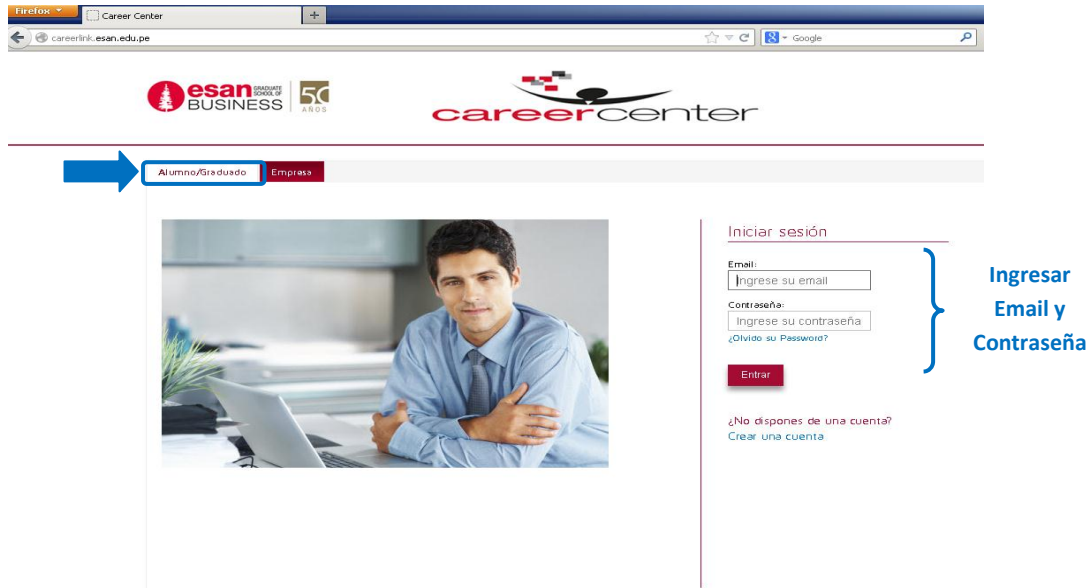 Firefox
Career Center
careerlink.esan.edu.pe
Google
esan GRADUATE SCHOOL OF
BUSINESS
50
AÑOS
careercenter
Alumno/Graduado
Empresa
Iniciar sesión
Email:
Ingrese su email
Contraseña:
Ingrese su contraseña
¿Olvido su Password?
Entrar
¿No dispones de una cuenta?
Crear una cuenta
Ingresar
Email y
Contraseña